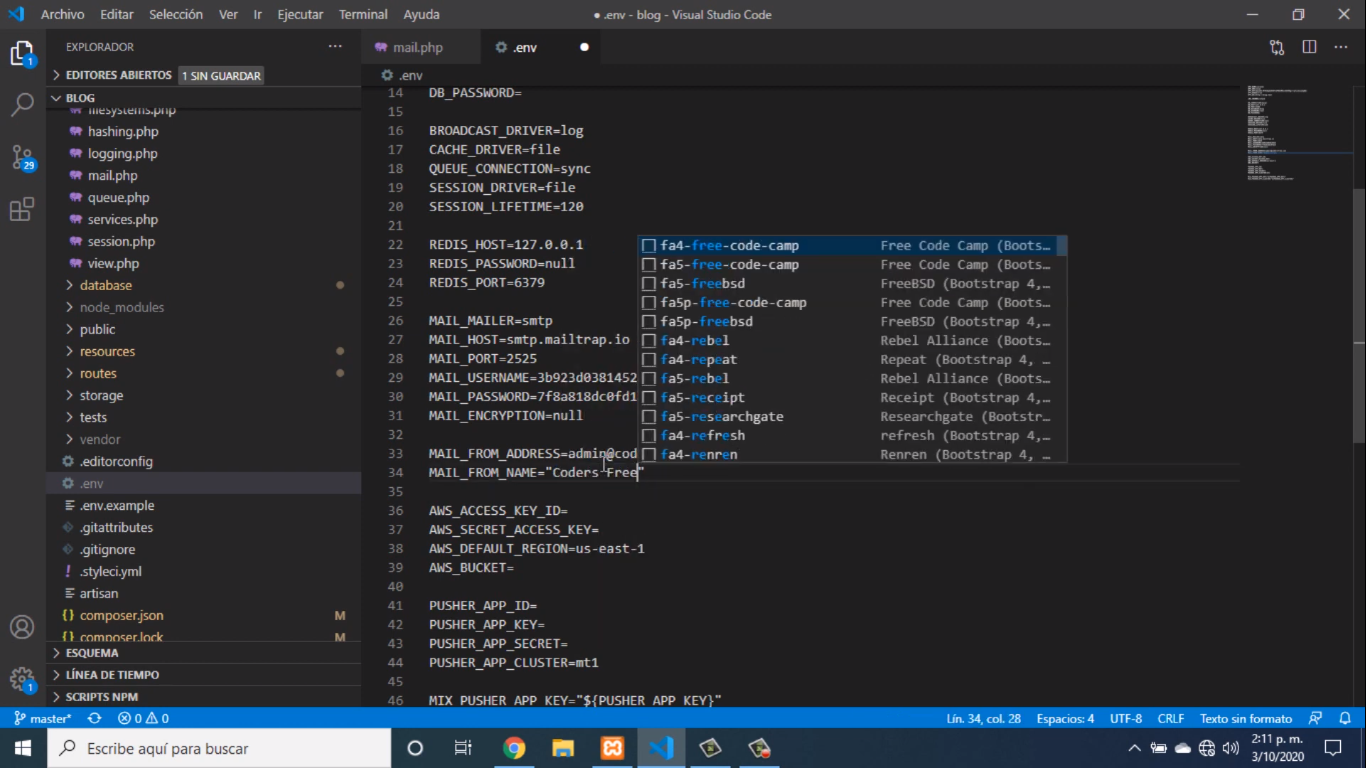 Archivo Editar Selección Ver Ir Ejecutar Terminal Ayuda
● .env - blog - Visual Studio Code
EXPLORADOR
EDITORES ABIERTOS 1 SIN GUARDAR
BLOG
filesystems.php
hashing.php
logging.php
mail.php
queue.php
services.php
session.php
view.php
database
node_modules
public
resources
routes
storage
tests
vendor
.editorconfig
.env
.env.example
.gitattributes
.gitignore
.styleci.yml
artisan
{} composer.json M
{} composer.lock M
ESQUEMA
LÍNEA DE TIEMPO
SCRIPTS NPM
1
29
1
mail.php .env
.env
14 DB_PASSWORD=
15
16 BROADCAST_DRIVER=log
17 CACHE_DRIVER=file
18 QUEUE_CONNECTION=sync
19 SESSION_DRIVER=file
20 SESSION_LIFETIME=120
21
22 REDIS_HOST=127.0.0.1
23 REDIS_PASSWORD=null
24 REDIS_PORT=6379
25
26 MAIL_MAILER=smtp
27 MAIL_HOST=smtp.mailtrap.io
28 MAIL_PORT=2525
29 MAIL_USERNAME=3b923d0381452
30 MAIL_PASSWORD=7f8a818dc0fd1
31 MAIL_ENCRYPTION=null
32
33 MAIL_FROM_ADDRESS=admin@cod
34 MAIL_FROM_NAME="Coders Free"
35
36 AWS_ACCESS_KEY_ID=
37 AWS_SECRET_ACCESS_KEY=
38 AWS_DEFAULT_REGION=us-east-1
39 AWS_BUCKET=
40
41 PUSHER_APP_ID=
42 PUSHER_APP_KEY=
43 PUSHER_APP_SECRET=
44 PUSHER_APP_CLUSTER=mt1
45
46 MIX_PUSHER_APP_KEY="${PUSHER_APP_KEY}"
fa4-free-code-camp Free Code Camp (Boots…
fa5-free-code-camp Free Code Camp (Boots…
fa5-freebsd FreeBSD (Bootstrap 4,…
fa5p-free-code-camp Free Code Camp (Boots…
fa5p-freebsd FreeBSD (Bootstrap 4,…
fa4-rebel Rebel Alliance (Boots…
fa4-repeat Repeat (Bootstrap 4, …
fa5-rebel Rebel Alliance (Boots…
fa5-receipt Receipt (Bootstrap 4,…
fa5-researchgate Researchgate (Bootstr…
fa4-refresh refresh (Bootstrap 4,…
fa4-renren Renren (Bootstrap 4, …
master* 0 0 Lín. 34, col. 28 Espacios: 4 UTF-8 CRLF Texto sin formato
Escribe aquí para buscar
2:11 p. m.
3/10/2020